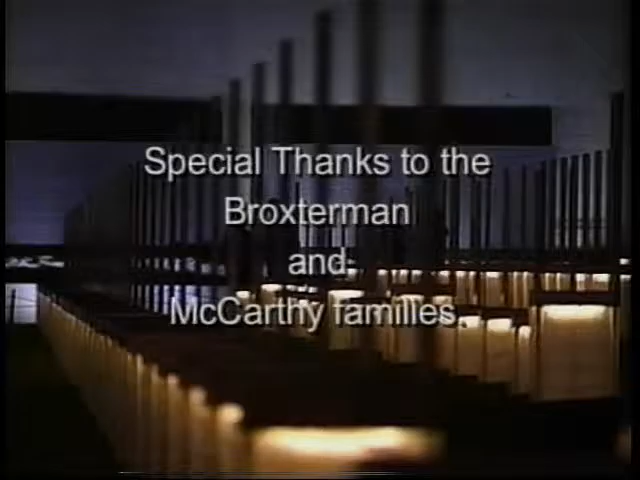 Special Thanks to the
Broxterman
and
McCarthy families